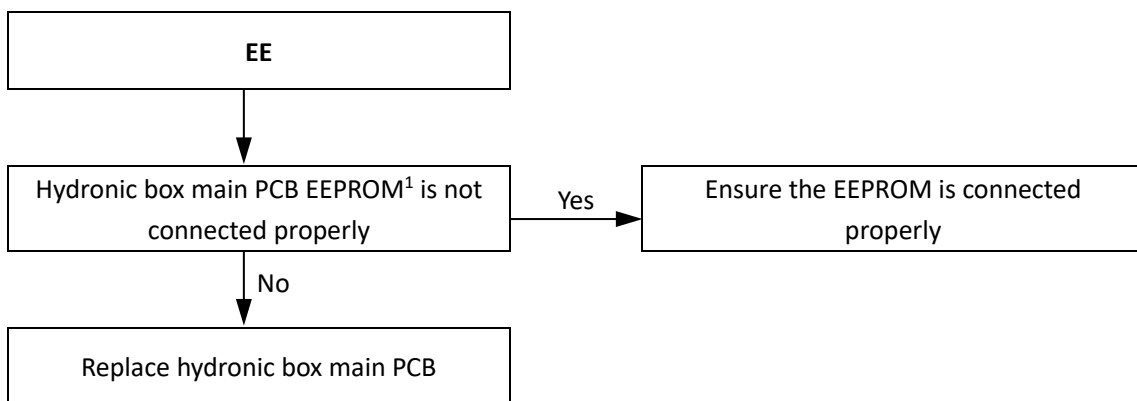 EE
Hydronic box main PCB EEPROM¹ is not
connected properly
Yes
Ensure the EEPROM is connected
properly
No
Replace hydronic box main PCB